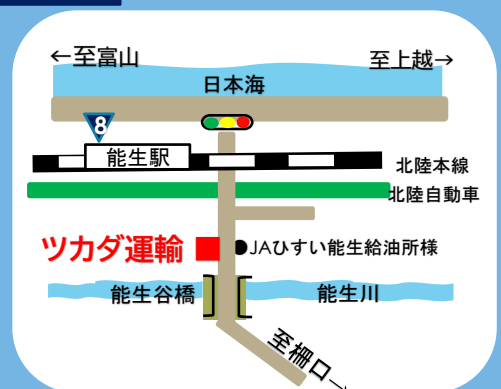 ←至富山
至上越→
日本海
8
能生駅
北陸本線
北陸自動車
ツカダ運輸
●JAひすい能生給油所様
能生谷橋
能生川
至柵口→